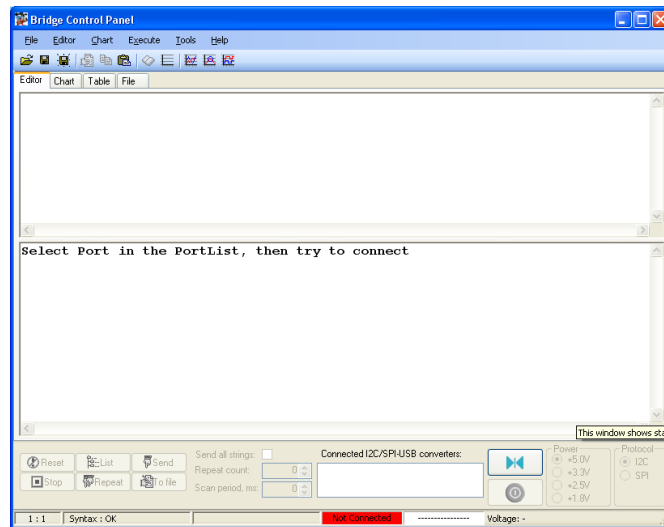 Bridge Control Panel
File Editor Chart Execute Tools Help
Editor Chart Table File
Select Port in the PortList, then try to connect
This window shows sta
Reset List Send
Stop Repeat To file
Send all strings:
Repeat count: 0
Scan period, ms: 0
Connected I2C/SPI-USB converters:
Power
+5.0V
+3.3V
+2.5V
+1.8V
Protocol
I2C
SPI
1 : 1 Syntax : OK Not Connected ---------------- Voltage: -